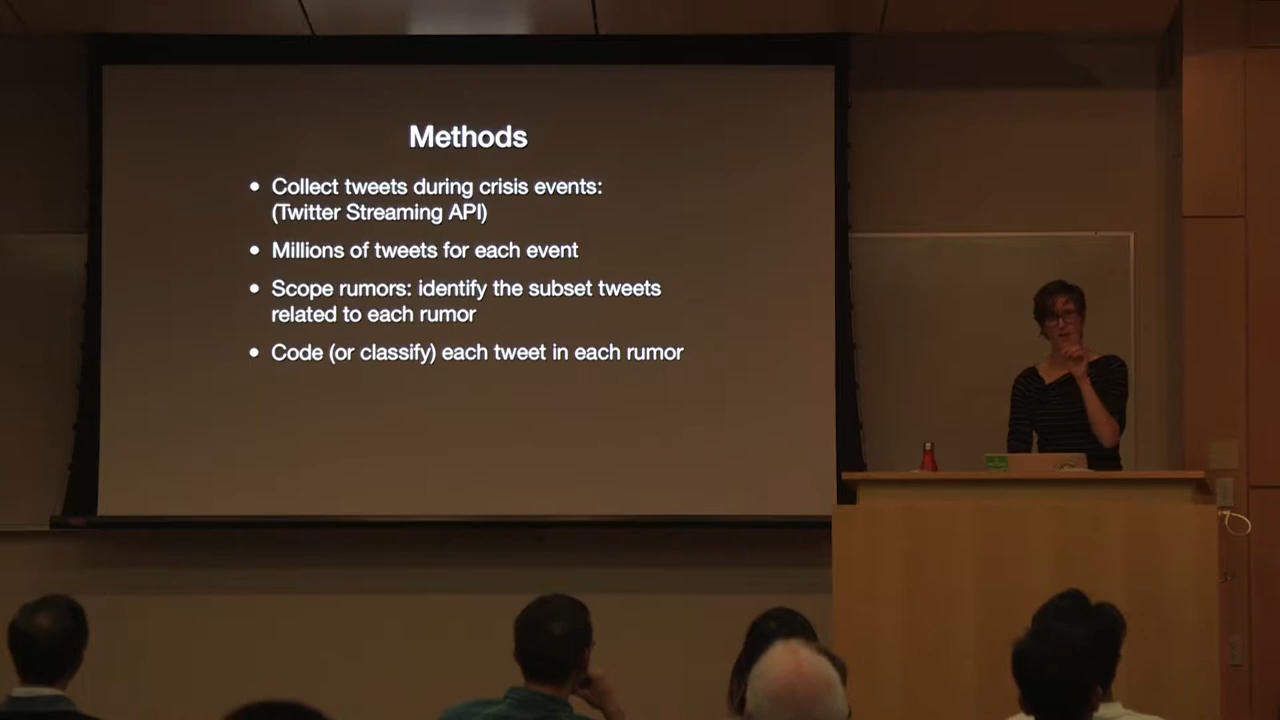 Methods
• Collect tweets during crisis events:
(Twitter Streaming API)
• Millions of tweets for each event
• Scope rumors: identify the subset tweets
related to each rumor
• Code (or classify) each tweet in each rumor